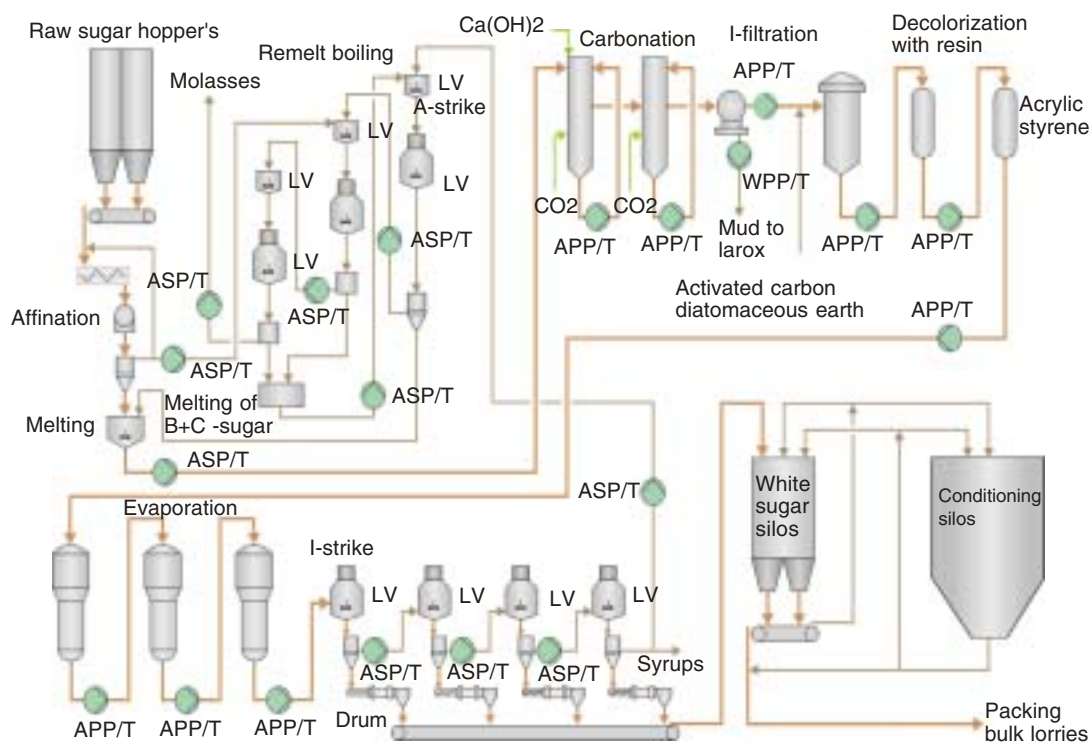 Raw sugar hopper's
Molasses
Remelt boiling
LV
A-strike
LV
LV
LV
LV
ASP/T
ASP/T
ASP/T
Affination
ASP/T
ASP/T
Melting
Melting of
B+C -sugar
ASP/T
Ca(OH)2
Carbonation
I-filtration
APP/T
Decolorization
with resin
Acrylic
styrene
CO2
CO2
WPP/T
APP/T
APP/T
Mud to
larox
APP/T
APP/T
Activated carbon
diatomaceous earth
APP/T
Evaporation
APP/T
APP/T
APP/T
I-strike
LV
LV
LV
LV
ASP/T
ASP/T
ASP/T
ASP/T
Syrups
Drum
White
sugar
silos
Conditioning
silos
Packing
bulk lorries